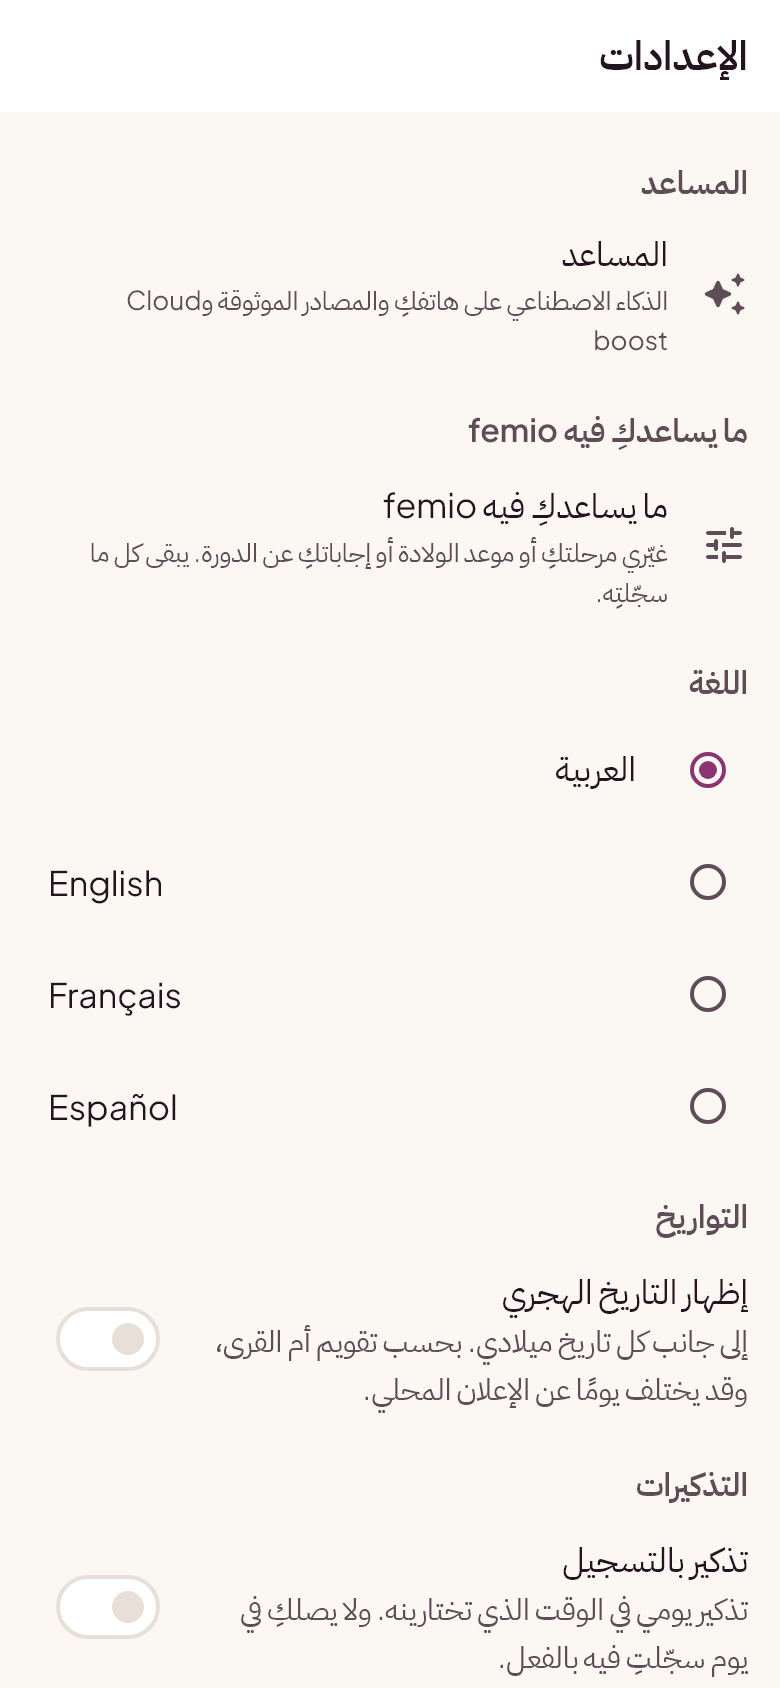 الإعدادات
المساعد
المساعد
الذكاء الاصطناعي على هاتفكِ والمصادر الموثوقة وCloud
boost
ما يساعدكِ فيه femio
ما يساعدكِ فيه femio
غيّري مرحلتكِ أو موعد الولادة أو إجاباتكِ عن الدورة. يبقى كل ما
سجّلتِه.
اللغة
العربية
English
Français
Español
التواريخ
إظهار التاريخ الهجري
إلى جانب كل تاريخ ميلادي. بحسب تقويم أم القرى،
وقد يختلف يومًا عن الإعلان المحلي.
التذكيرات
تذكير بالتسجيل
تذكير يومي في الوقت الذي تختارينه. ولا يصلكِ في
يوم سجّلتِ فيه بالفعل.